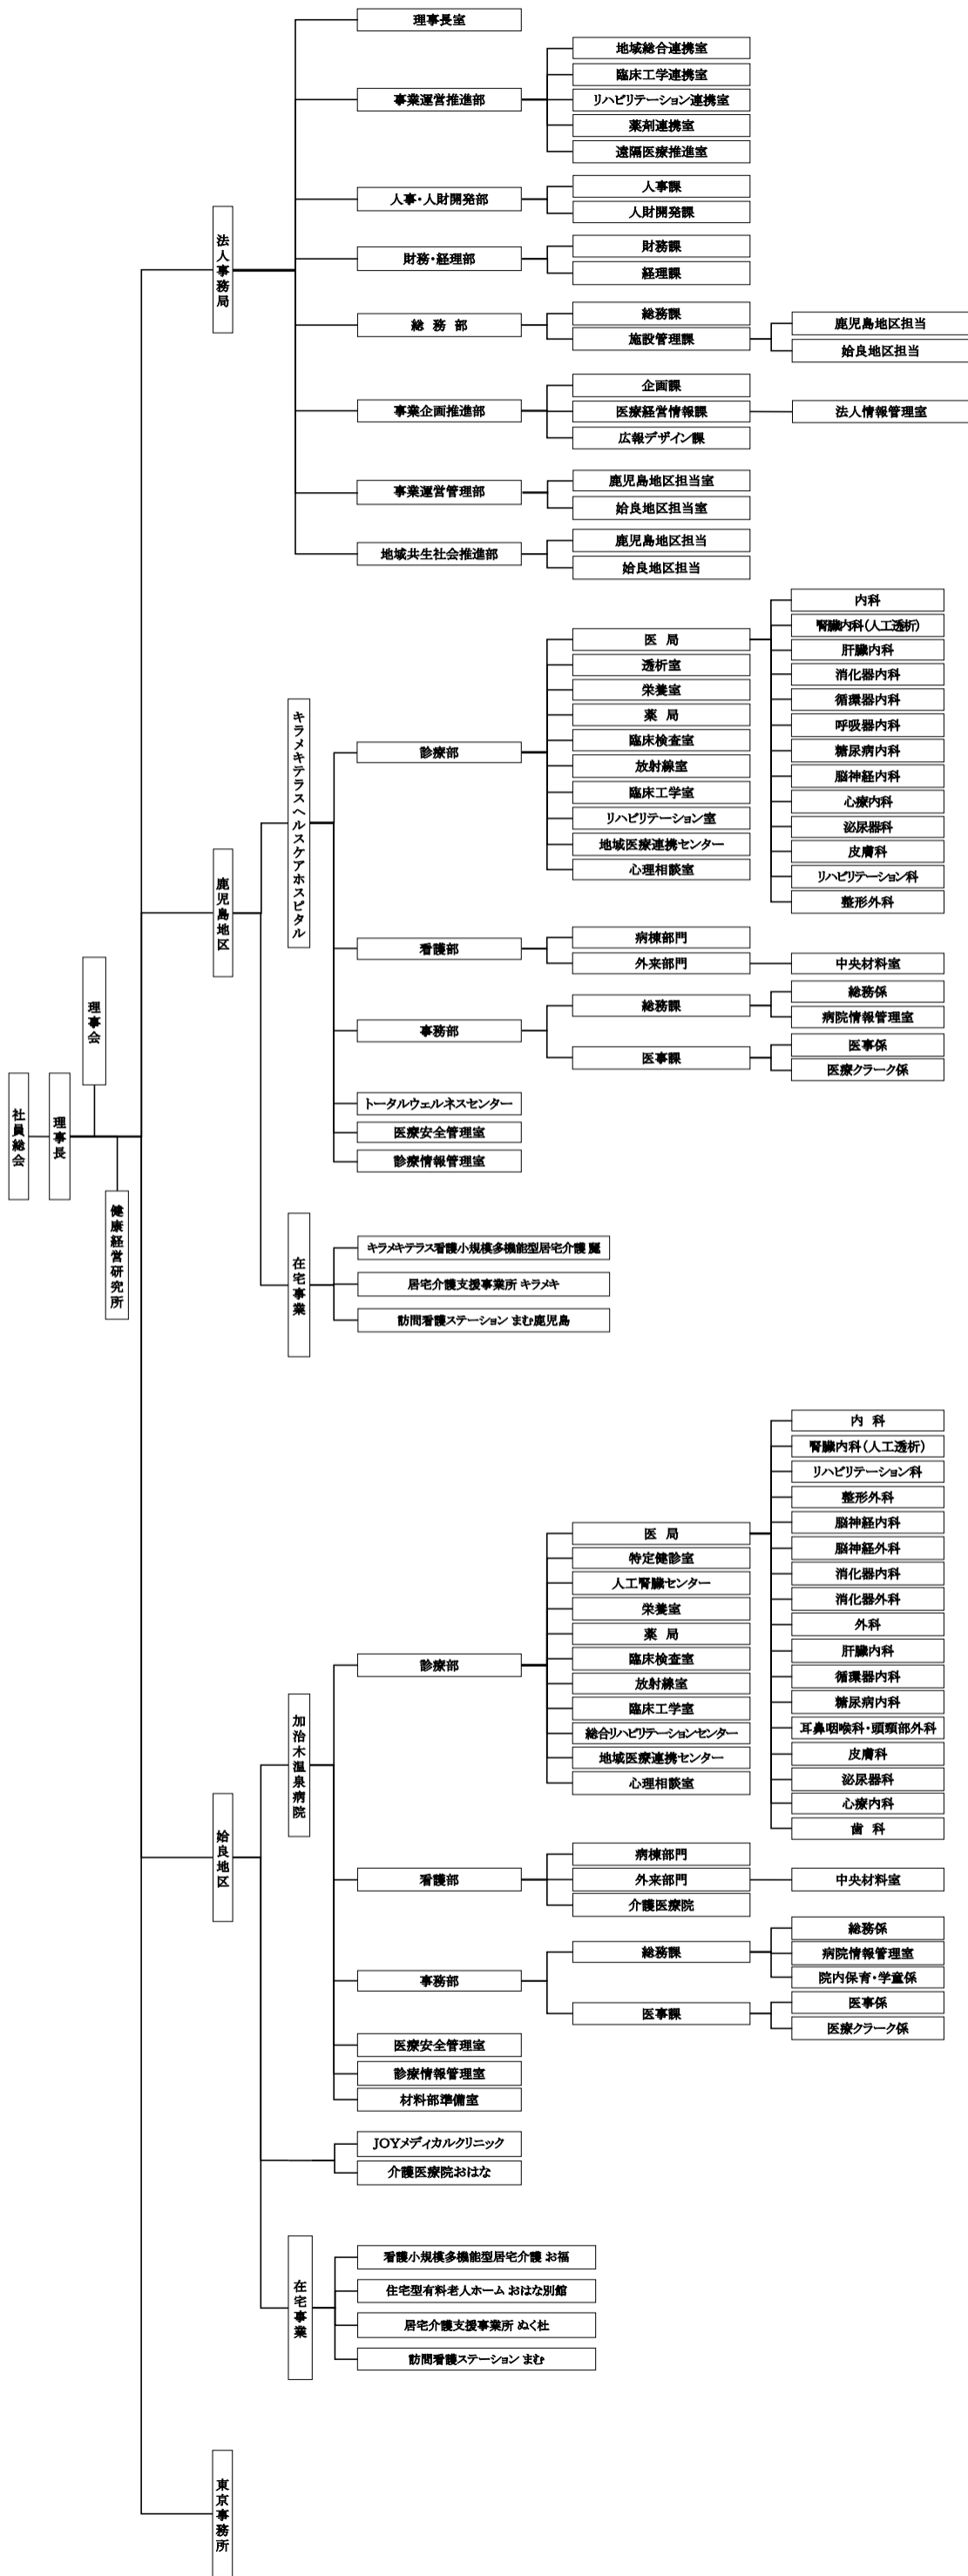 社員総会
理事長
理事会
健康経営研究所
法人事務局
理事長室
事業運営推進部
地域総合連携室
臨床工学連携室
リハビリテーション連携室
薬剤連携室
遠隔医療推進室
人事・人財開発部
人事課
人財開発課
財務・経理部
財務課
経理課
総 務 部
総務課
施設管理課
鹿児島地区担当
姶良地区担当
事業企画推進部
企画課
医療経営情報課
法人情報管理室
広報デザイン課
事業運営管理部
鹿児島地区担当室
姶良地区担当室
地域共生社会推進部
鹿児島地区担当
姶良地区担当
鹿児島地区
キラメキテラスヘルスケアホスピタル
診療部
医 局
内科
腎臓内科(人工透析)
肝臓内科
消化器内科
循環器内科
呼吸器内科
糖尿病内科
脳神経内科
心療内科
泌尿器科
皮膚科
リハビリテーション科
整形外科
透析室
栄養室
薬 局
臨床検査室
放射線室
臨床工学室
リハビリテーション室
地域医療連携センター
心理相談室
看護部
病棟部門
外来部門
中央材料室
事務部
総務課
総務係
病院情報管理室
医事課
医事係
医療クラーク係
トータルウェルネスセンター
医療安全管理室
診療情報管理室
在宅事業
キラメキテラス看護小規模多機能型居宅介護 麗
居宅介護支援事業所 キラメキ
訪問看護ステーション まむ鹿児島
姶良地区
加治木温泉病院
診療部
医 局
内 科
腎臓内科(人工透析)
リハビリテーション科
整形外科
脳神経内科
脳神経外科
消化器内科
消化器外科
外科
肝臓内科
循環器内科
糖尿病内科
耳鼻咽喉科・頭頸部外科
皮膚科
泌尿器科
心療内科
歯 科
特定健診室
人工腎臓センター
栄養室
薬 局
臨床検査室
放射線室
臨床工学室
総合リハビリテーションセンター
地域医療連携センター
心理相談室
看護部
病棟部門
外来部門
中央材料室
介護医療院
事務部
総務課
総務係
病院情報管理室
院内保育・学童係
医事課
医事係
医療クラーク係
医療安全管理室
診療情報管理室
材料部準備室
JOYメディカルクリニック
介護医療院おはな
在宅事業
看護小規模多機能型居宅介護 お福
住宅型有料老人ホーム おはな別館
居宅介護支援事業所 ぬく杜
訪問看護ステーション まむ
東京事務所